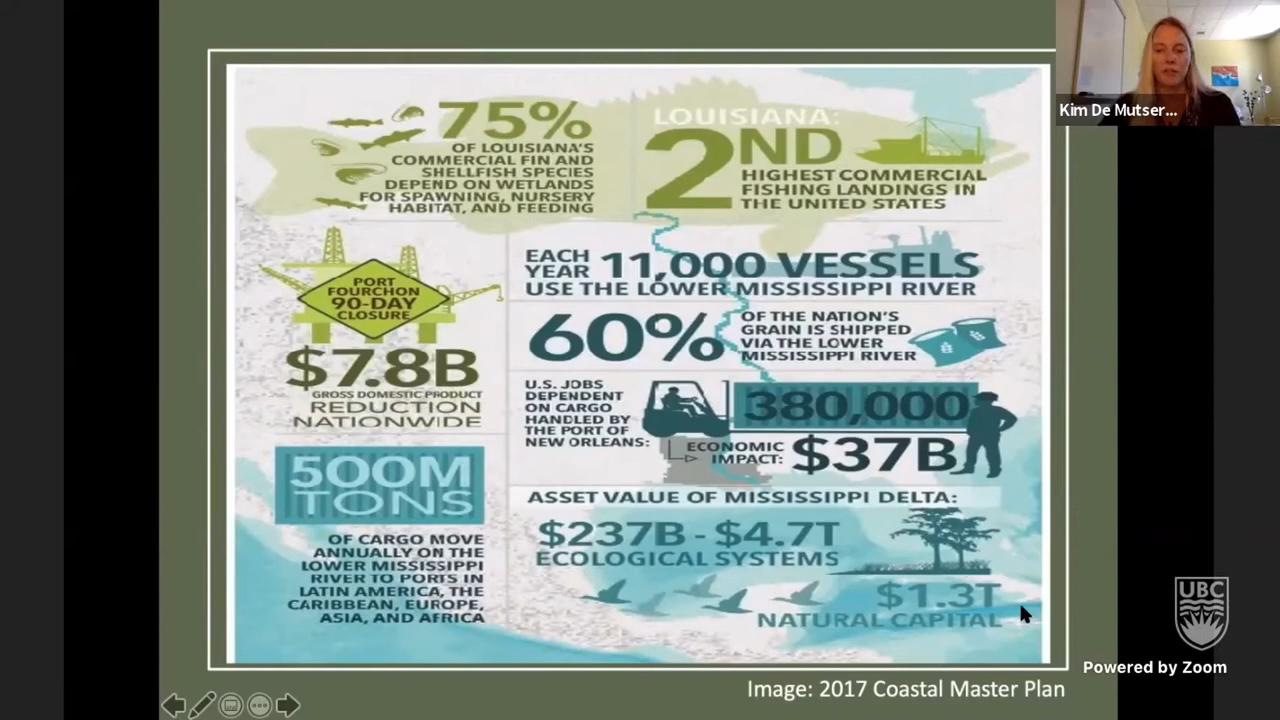 75%
OF LOUISIANA'S
COMMERCIAL FIN AND
SHELLFISH SPECIES
DEPEND ON WETLANDS
FOR SPAWNING, NURSERY
HABITAT, AND FEEDING
LOUISIANA:
2ND
HIGHEST COMMERCIAL
FISHING LANDINGS IN
THE UNITED STATES
PORT
FOURCHON
90-DAY
CLOSURE
$7.8B
GROSS DOMESTIC PRODUCT
REDUCTION
NATIONWIDE
EACH
YEAR 11,000 VESSELS
USE THE LOWER MISSISSIPPI RIVER
60%
OF THE NATION'S
GRAIN IS SHIPPED
VIA THE LOWER
MISSISSIPPI RIVER
U.S. JOBS
DEPENDENT
ON CARGO
HANDLED BY
THE PORT OF
NEW ORLEANS:
380,000
ECONOMIC
IMPACT:
$37B
500M
TONS
OF CARGO MOVE
ANNUALLY ON THE
LOWER MISSISSIPPI
RIVER TO PORTS IN
LATIN AMERICA, THE
CARIBBEAN, EUROPE,
ASIA, AND AFRICA
ASSET VALUE OF MISSISSIPPI DELTA:
$237B - $4.7T
ECOLOGICAL SYSTEMS
$1.3T
NATURAL CAPITAL
Image: 2017 Coastal Master Plan
Kim De Mutser...
UBC
Powered by Zoom